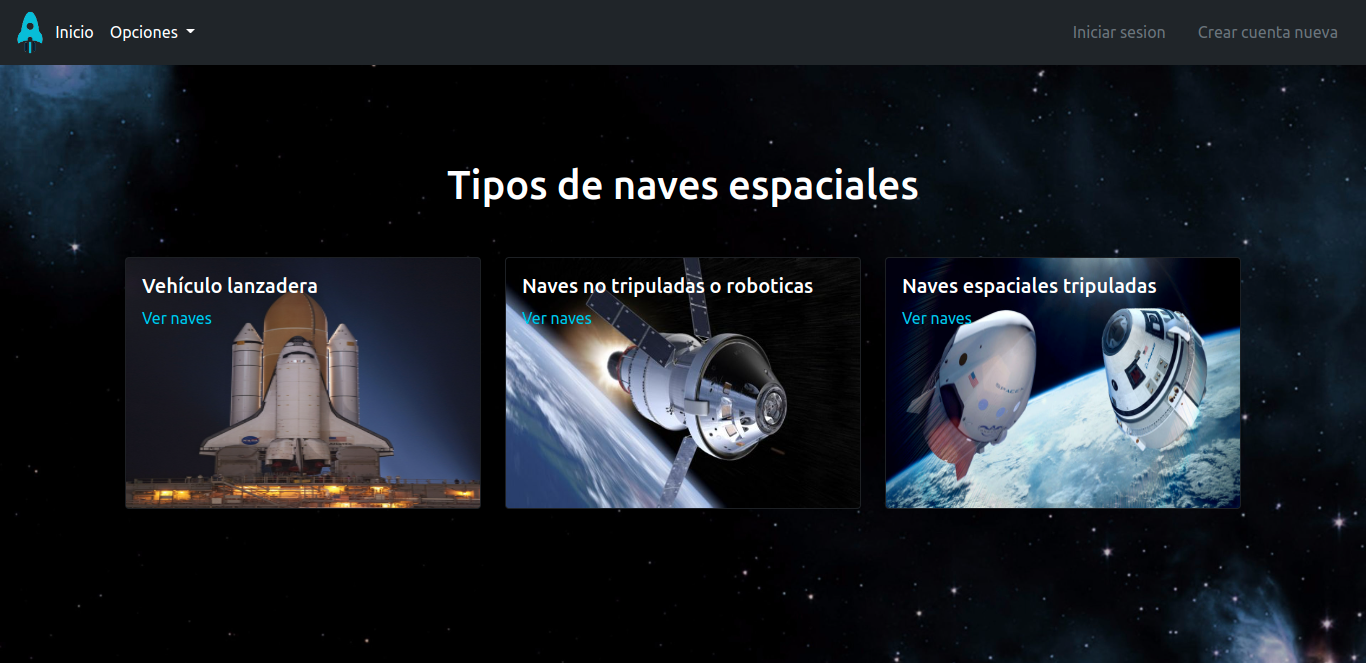 Inicio Opciones Iniciar sesion Crear cuenta nueva
Tipos de naves espaciales
Vehículo lanzadera
Ver naves
Naves no tripuladas o roboticas
Ver naves
Naves espaciales tripuladas
Ver naves